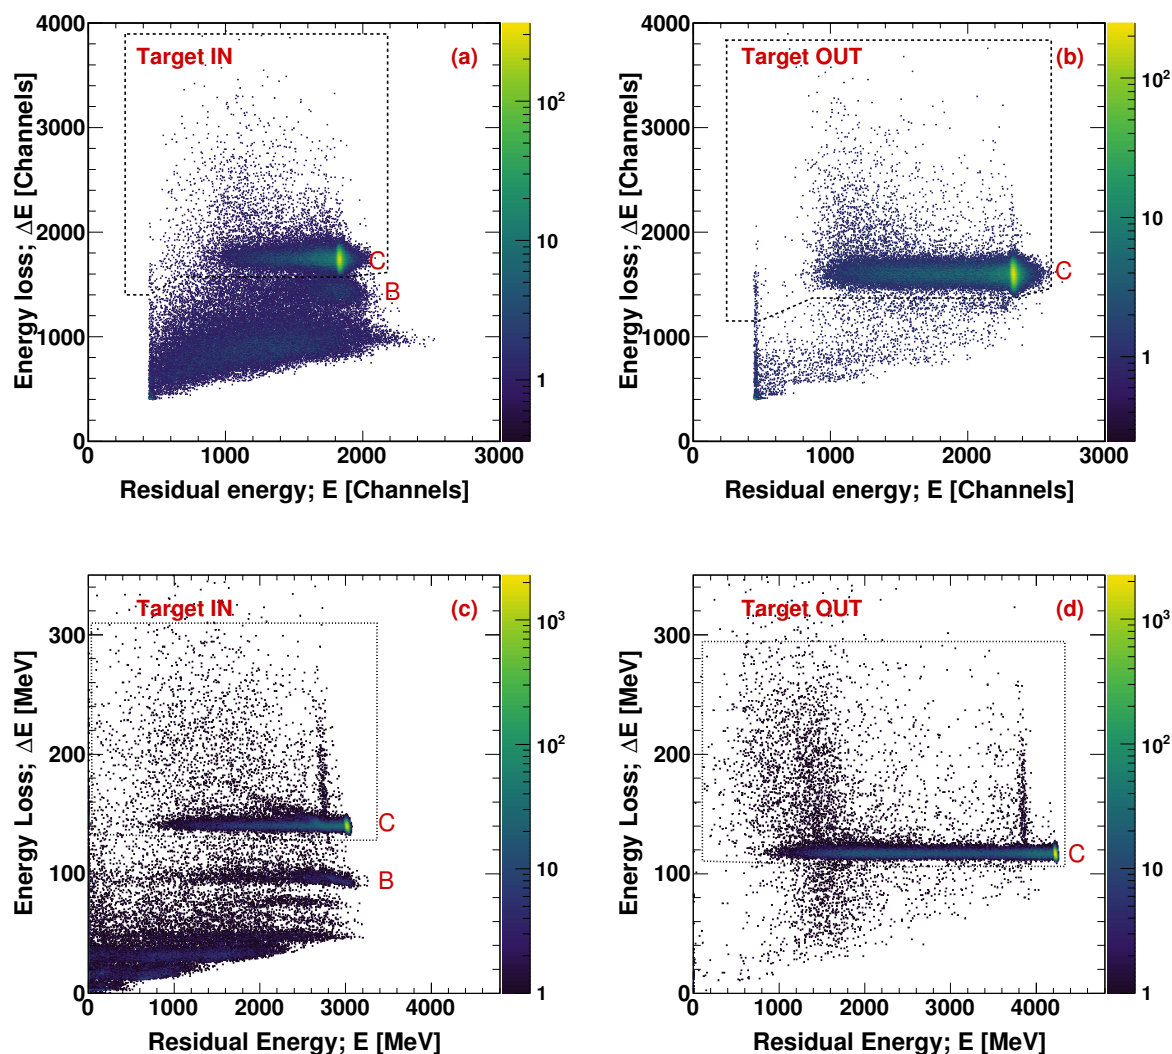 Target IN
(a)
C
B
Energy loss; ΔE [Channels]
0
1000
2000
3000
4000
0
1000
2000
3000
Residual energy; E [Channels]
1
10
10²
Target OUT
(b)
C
Energy loss; ΔE [Channels]
0
1000
2000
3000
4000
0
1000
2000
3000
Residual energy; E [Channels]
1
10
10²
Target IN
(c)
C
B
Energy Loss; ΔE [MeV]
0
100
200
300
0
1000
2000
3000
4000
Residual Energy; E [MeV]
1
10
10²
10³
Target OUT
(d)
C
Energy Loss; ΔE [MeV]
0
100
200
300
0
1000
2000
3000
4000
Residual Energy; E [MeV]
1
10
10²
10³